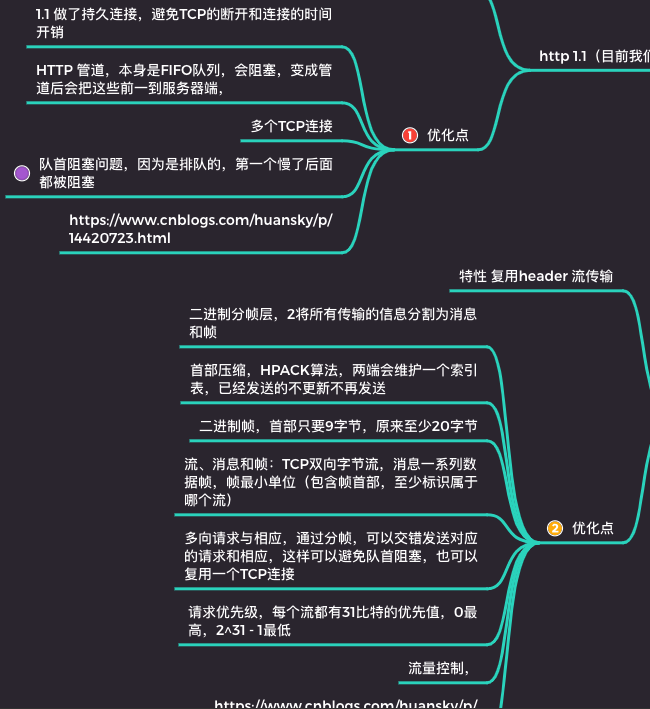 1.1 做了持久连接，避免TCP的断开和连接的时间
开销
HTTP 管道，本身是FIFO队列，会阻塞，变成管
道后会把这些前一到服务器端，
多个TCP连接
队首阻塞问题，因为是排队的，第一个慢了后面
都被阻塞
https://www.cnblogs.com/huansky/p/
14420723.html
1 优化点
http 1.1（目前我们
特性 复用header 流传输
二进制分帧层，2将所有传输的信息分割为消息
和帧
首部压缩，HPACK算法，两端会维护一个索引
表，已经发送的不更新不再发送
二进制帧，首部只要9字节，原来至少20字节
流、消息和帧：TCP双向字节流，消息一系列数
据帧，帧最小单位（包含帧首部，至少标识属于
哪个流）
多向请求与相应，通过分帧，可以交错发送对应
的请求和相应，这样可以避免队首阻塞，也可以
复用一个TCP连接
请求优先级，每个流都有31比特的优先值，0最
高，2^31 - 1最低
流量控制，
https://www.cnblogs.com/huansky/p/
2 优化点